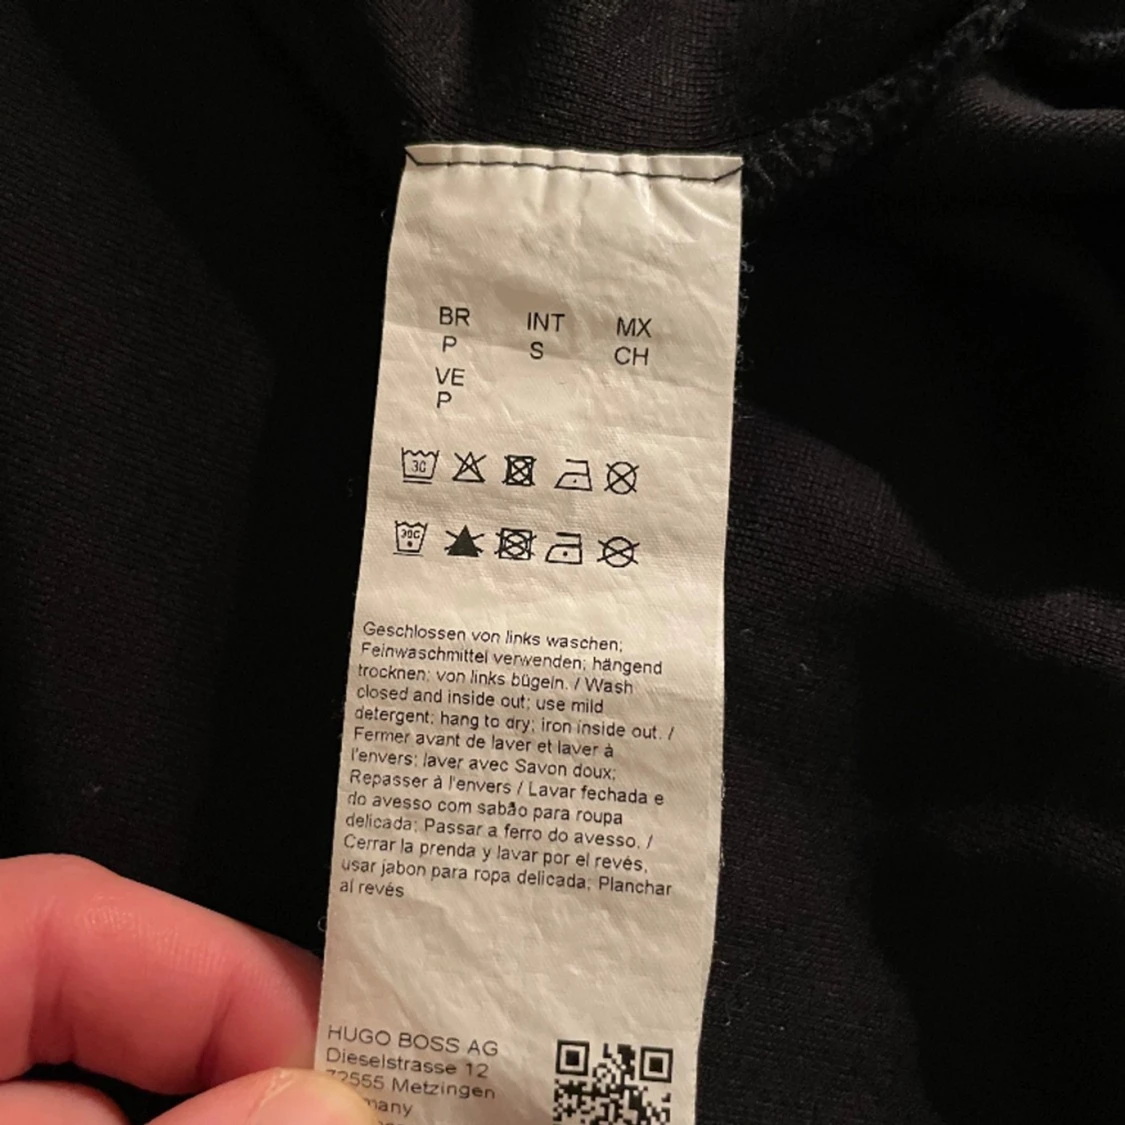 BR INT MX
P S CH
VE
P
30
30C
Geschlossen von links waschen;
Feinwaschmittel verwenden; hängend
trocknen; von links bügeln. / Wash
closed and inside out; use mild
detergent; hang to dry; iron inside out. /
Fermer avant de laver et laver à
l'envers; laver avec Savon doux;
Repasser à l'envers / Lavar fechada e
do avesso com sabão para roupa
delicada; Passar a ferro do avesso. /
Cerrar la prenda y lavar por el revés,
usar jabon para ropa delicada; Planchar
al revés
HUGO BOSS AG
Dieselstrasse 12
72555 Metzingen